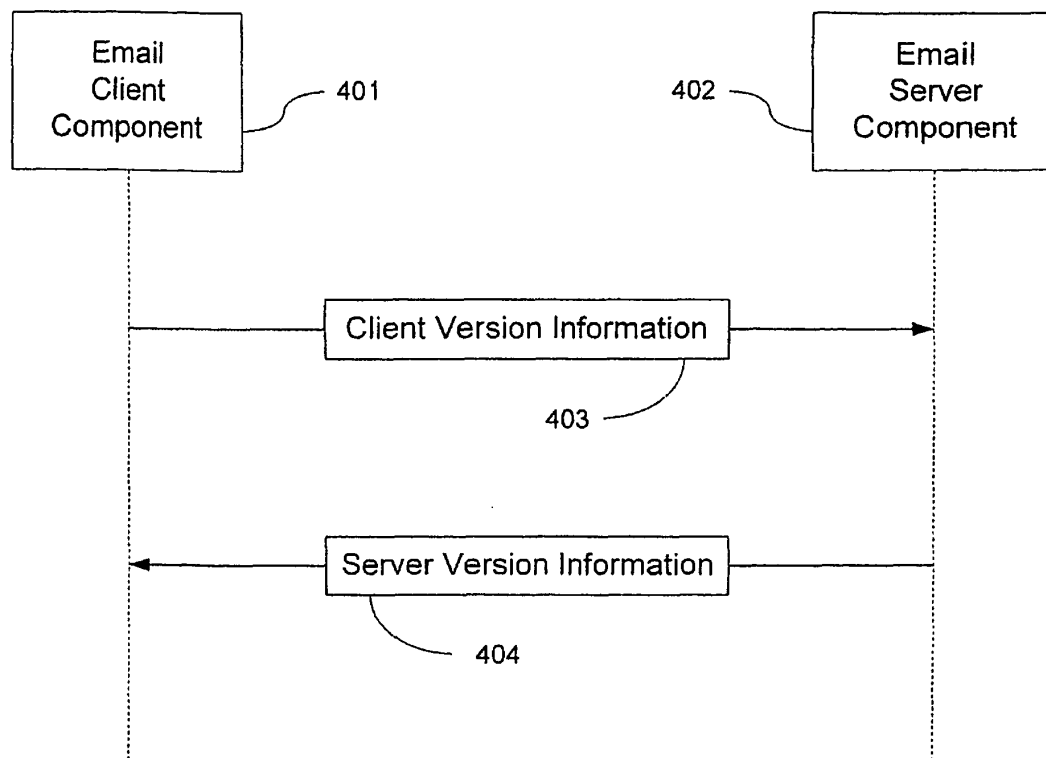 Email
Client
Component
401
402
Email
Server
Component
Client Version Information
403
Server Version Information
404